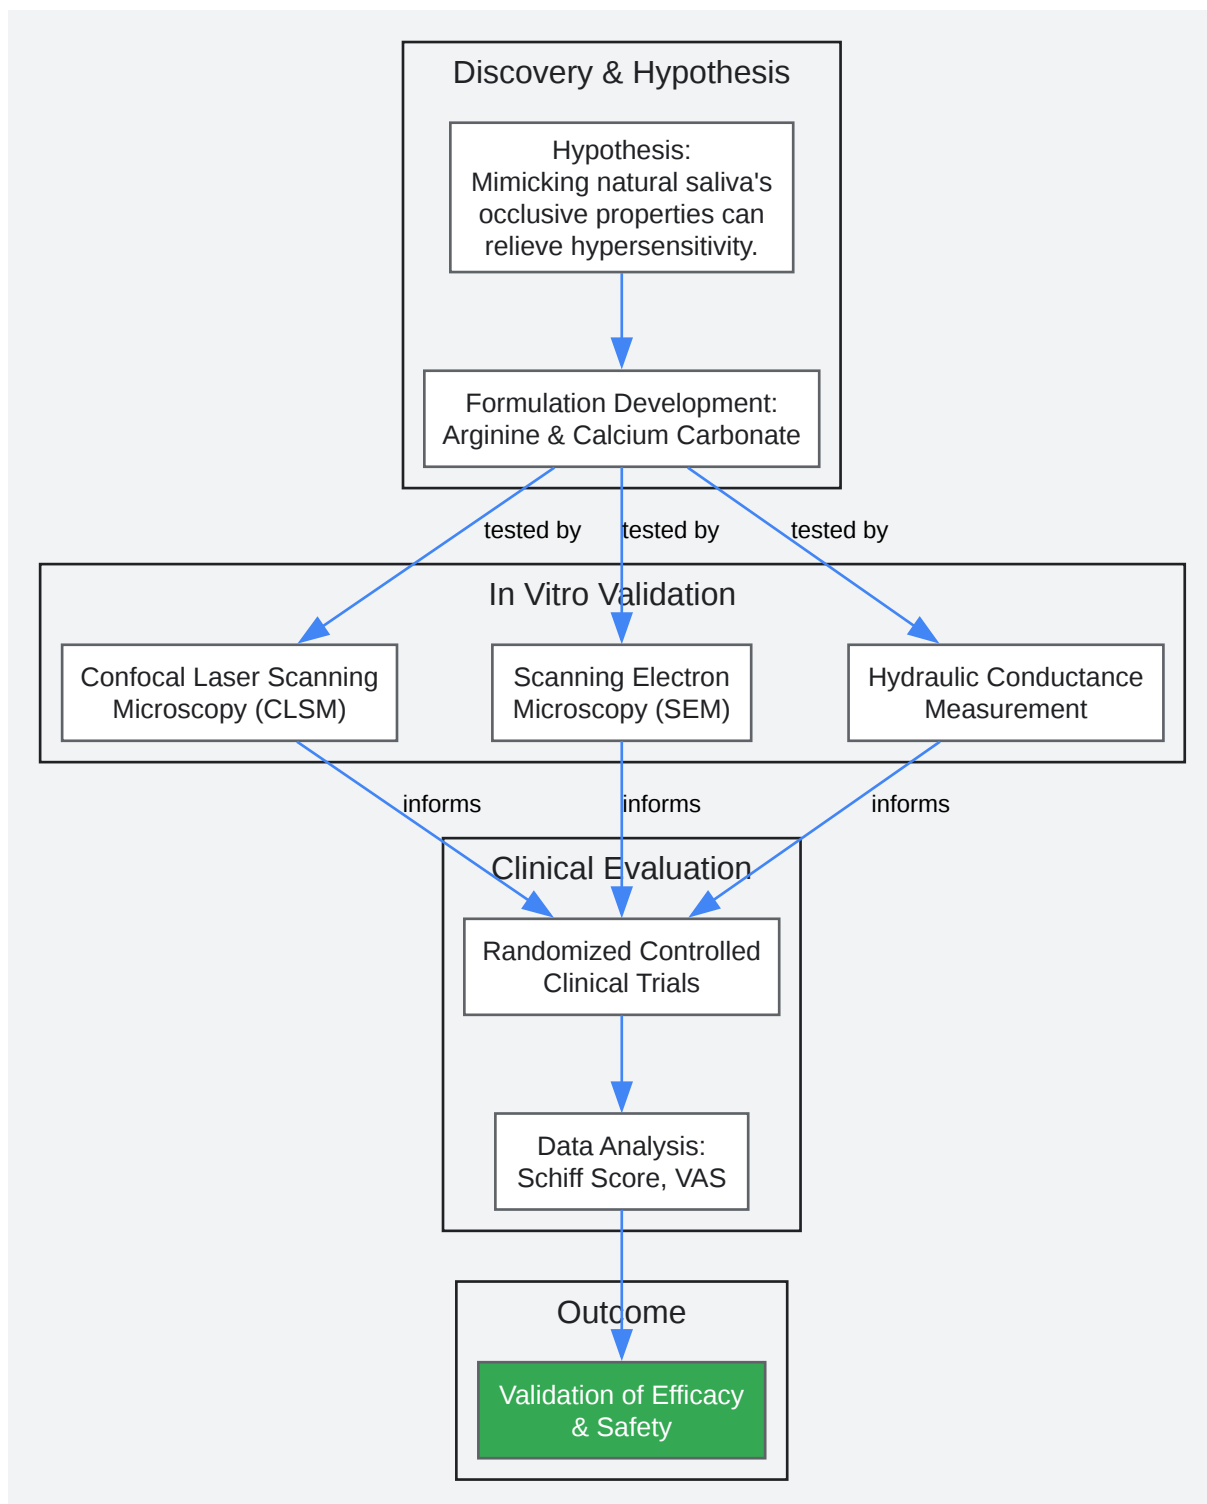 Discovery & Hypothesis
Hypothesis:
Mimicking natural saliva's
occlusive properties can
relieve hypersensitivity.
Formulation Development:
Arginine & Calcium Carbonate
tested by
tested by
tested by
In Vitro Validation
Confocal Laser Scanning
Microscopy (CLSM)
Scanning Electron
Microscopy (SEM)
Hydraulic Conductance
Measurement
informs
informs
informs
Clinical Evaluation
Randomized Controlled
Clinical Trials
Data Analysis:
Schiff Score, VAS
Outcome
Validation of Efficacy
& Safety